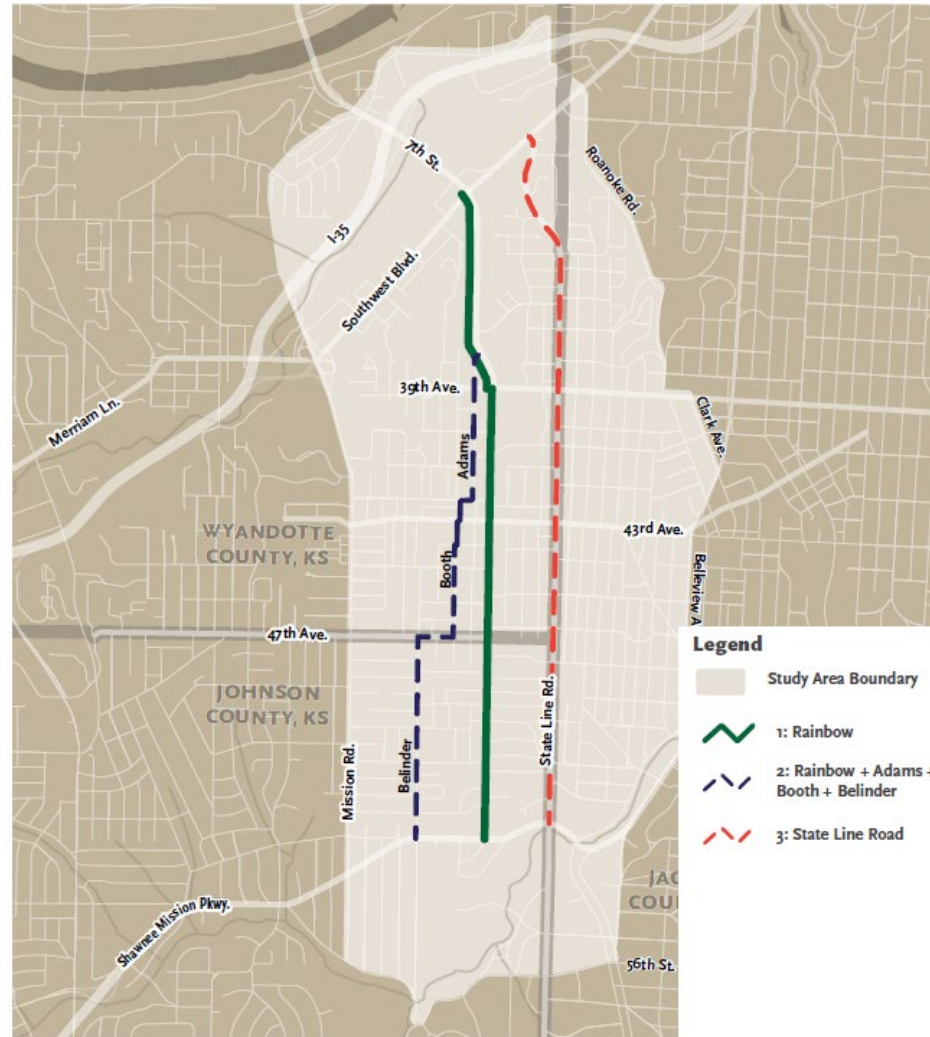 7th St.
Roanoke Rd.
I-35
Southwest Blvd.
39th Ave.
Merriam Ln.
Clark Ave.
Adams
WYANDOTTE
COUNTY, KS
43rd Ave.
Booth
Belleview A
47th Ave.
JOHNSON
COUNTY, KS
Mission Rd.
Belinder
State Line Rd.
Shawnee Mission Pkwy.
JAC
COU
56th St.
Legend
Study Area Boundary
1: Rainbow
2: Rainbow + Adams +
Booth + Belinder
3: State Line Road